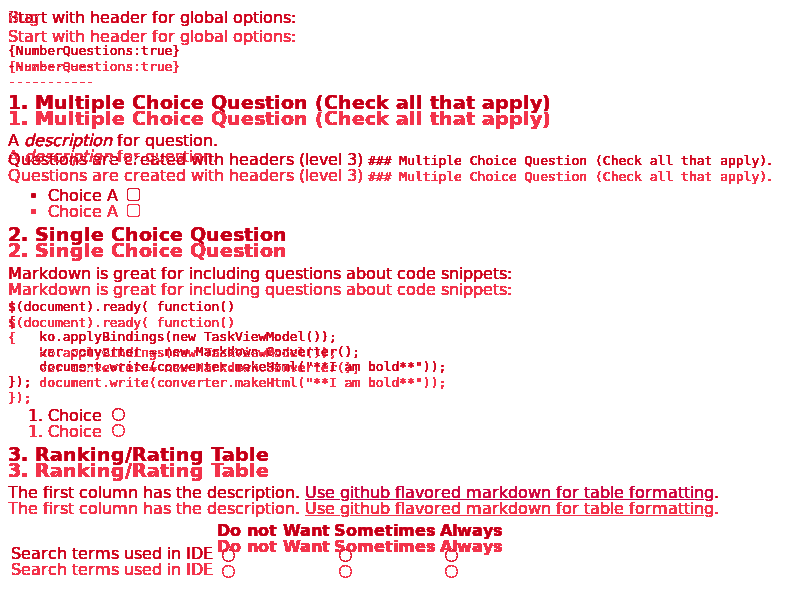 Start with header for global options:
Start with header for global options:
{NumberQuestions:true}
{NumberQuestions:true}
-----------
1. Multiple Choice Question (Check all that apply)
1. Multiple Choice Question (Check all that apply)
A description for question.
A description for question.
Questions are created with headers (level 3) ### Multiple Choice Question (Check all that apply).
Questions are created with headers (level 3) ### Multiple Choice Question (Check all that apply).
▪ Choice A
▪ Choice A
2. Single Choice Question
2. Single Choice Question
Markdown is great for including questions about code snippets:
Markdown is great for including questions about code snippets:
$(document).ready( function()
$(document).ready( function()
{
{
ko.applyBindings(new TaskViewModel());
ko.applyBindings(new TaskViewModel());
var converter = new Markdown.Converter();
var converter = new Markdown.Converter();
document.write(converter.makeHtml("**I am bold**"));
}); document.write(converter.makeHtml("**I am bold**"));
});
1. Choice
1. Choice
3. Ranking/Rating Table
3. Ranking/Rating Table
The first column has the description. Use github flavored markdown for table formatting.
The first column has the description. Use github flavored markdown for table formatting.
Do not Want Sometimes Always
Do not Want Sometimes Always
Search terms used in IDE
Search terms used in IDE